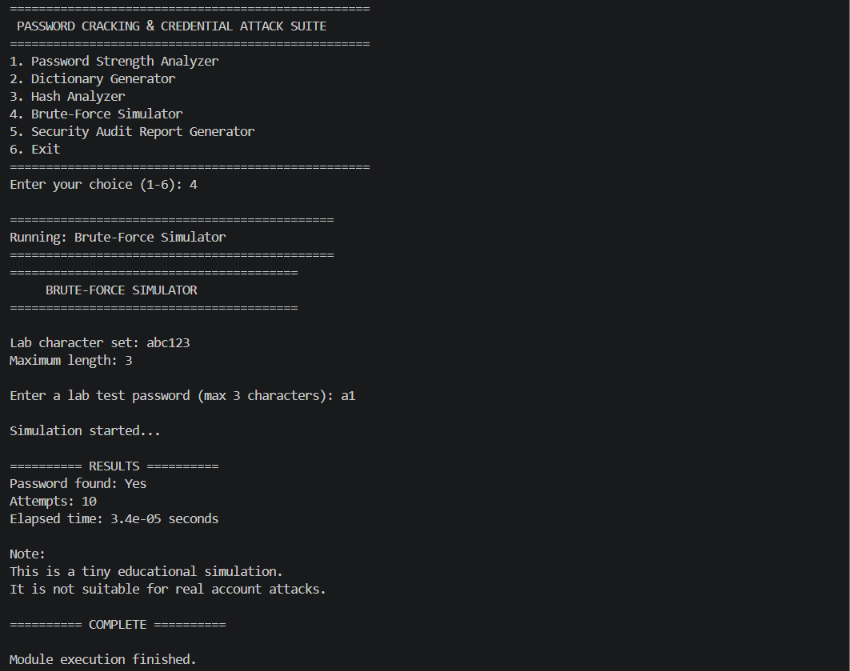 ==================================================
PASSWORD CRACKING & CREDENTIAL ATTACK SUITE
==================================================
1. Password Strength Analyzer
2. Dictionary Generator
3. Hash Analyzer
4. Brute-Force Simulator
5. Security Audit Report Generator
6. Exit
==================================================
Enter your choice (1-6): 4
=============================================
Running: Brute-Force Simulator
=============================================
========================================
BRUTE-FORCE SIMULATOR
========================================
Lab character set: abc123
Maximum length: 3
Enter a lab test password (max 3 characters): a1
Simulation started...
========== RESULTS ==========
Password found: Yes
Attempts: 10
Elapsed time: 3.4e-05 seconds
Note:
This is a tiny educational simulation.
It is not suitable for real account attacks.
========== COMPLETE ==========
Module execution finished.